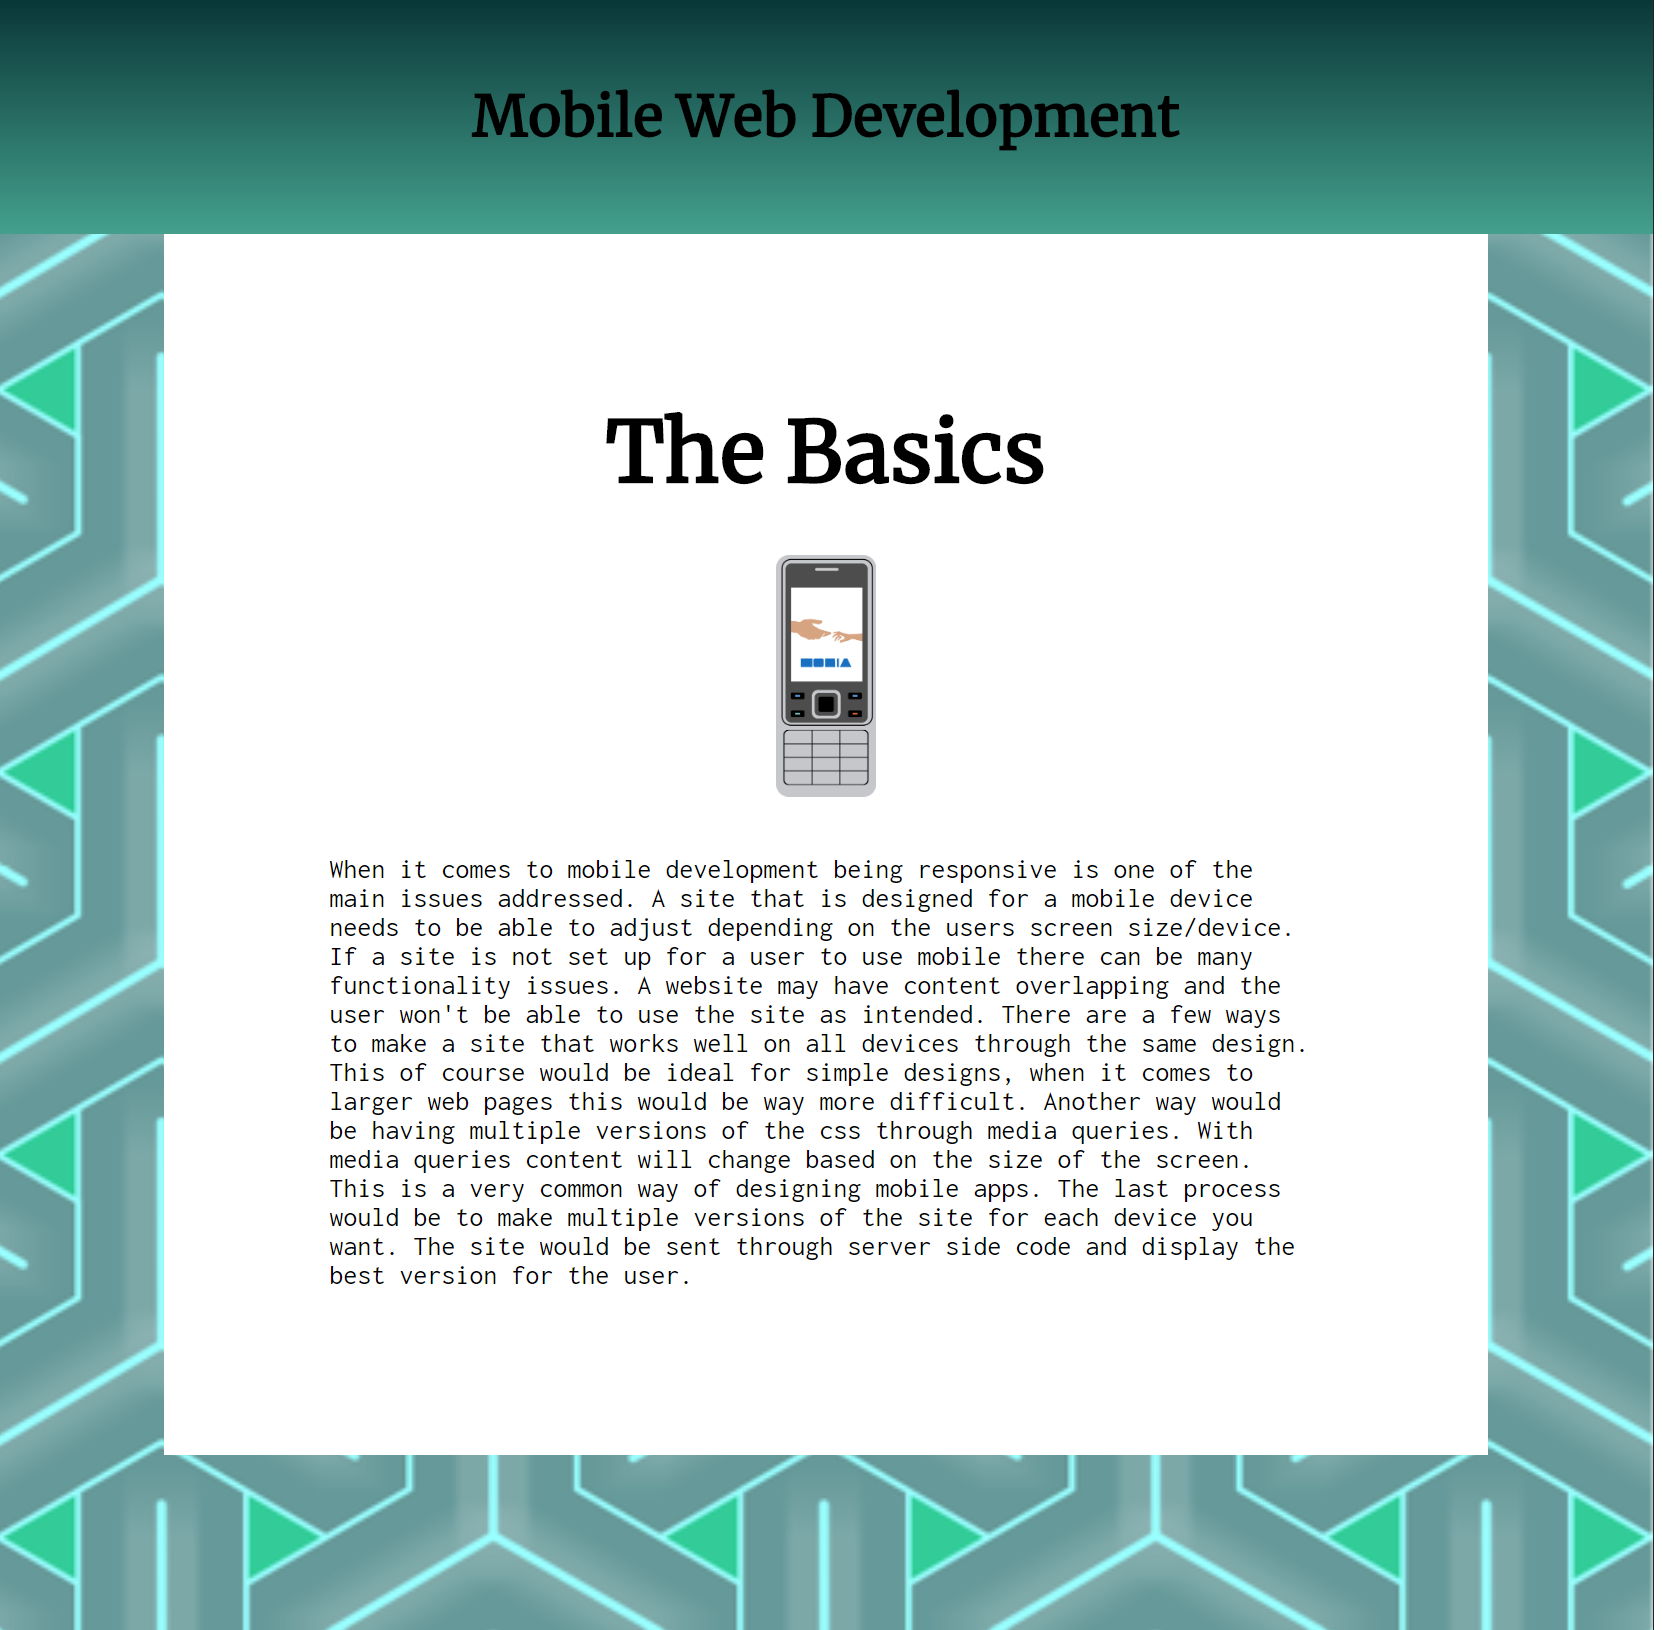 Mobile Web Development
The Basics
When it comes to mobile development being responsive is one of the
main issues addressed. A site that is designed for a mobile device
needs to be able to adjust depending on the users screen size/device.
If a site is not set up for a user to use mobile there can be many
functionality issues. A website may have content overlapping and the
user won't be able to use the site as intended. There are a few ways
to make a site that works well on all devices through the same design.
This of course would be ideal for simple designs, when it comes to
larger web pages this would be way more difficult. Another way would
be having multiple versions of the css through media queries. With
media queries content will change based on the size of the screen.
This is a very common way of designing mobile apps. The last process
would be to make multiple versions of the site for each device you
want. The site would be sent through server side code and display the
best version for the user.